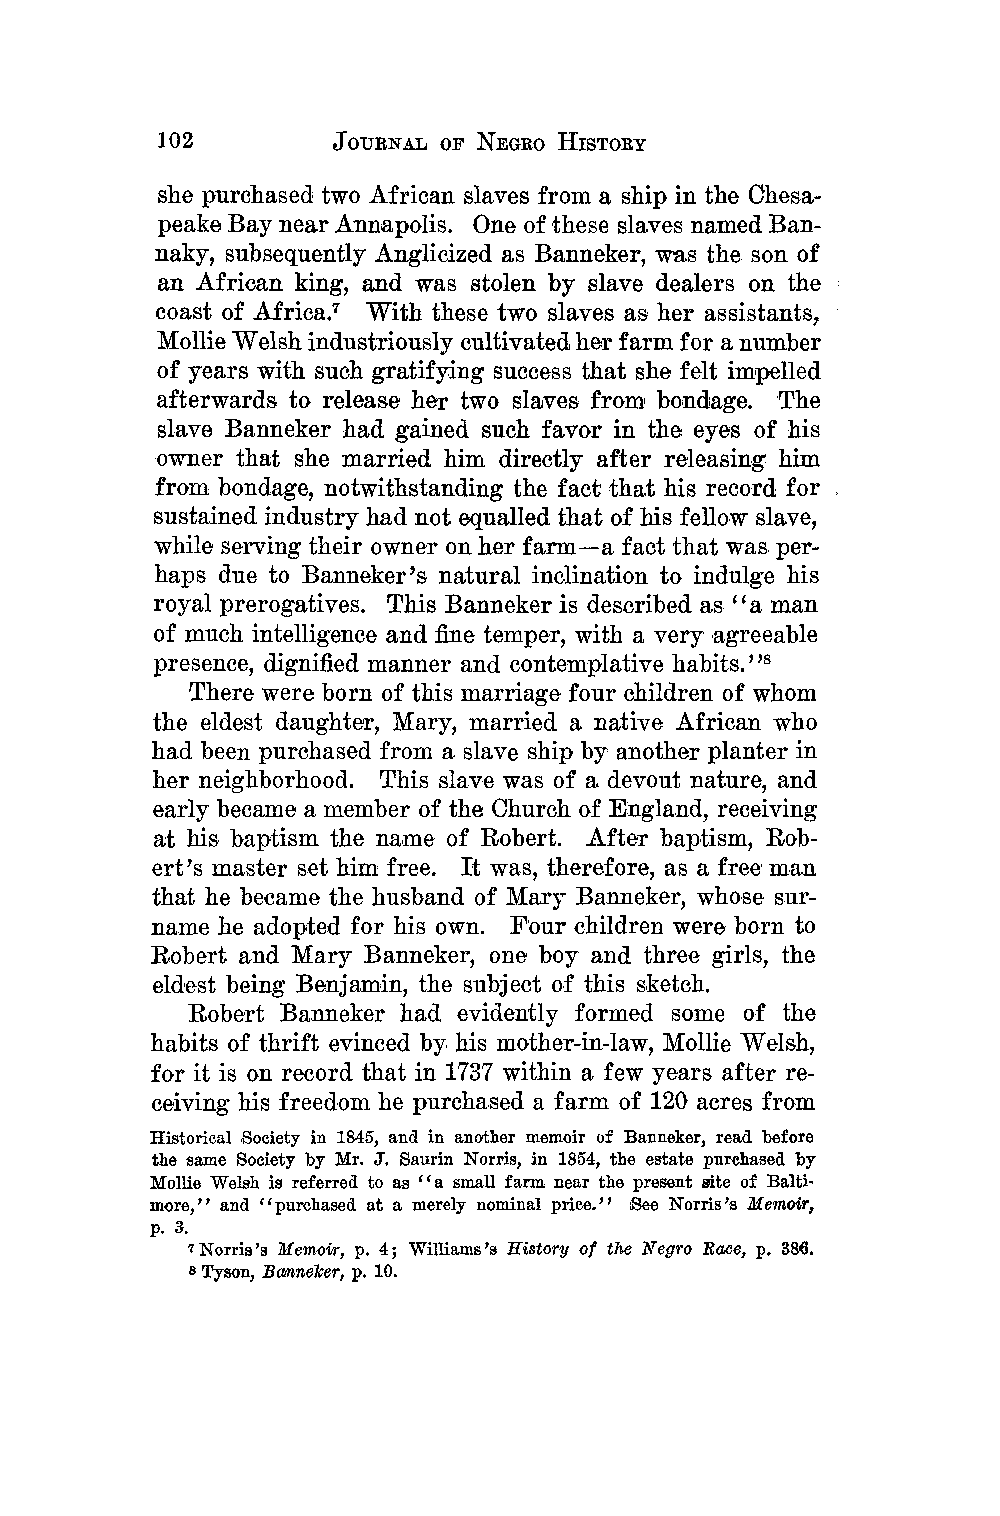 102 JOURNAL OF NEGRO HISTORY
she purchased two African slaves from a ship in the Chesa-
peake Bay near Annapolis. One of these slaves named Ban-
naky, subsequently Anglicized as Banneker, was the son of
an African king, and was stolen by slave dealers on the
coast of Africa.⁷ With these two slaves as her assistants,
Mollie Welsh industriously cultivated her farm for a number
of years with such gratifying success that she felt impelled
afterwards to release her two slaves from bondage. The
slave Banneker had gained such favor in the eyes of his
owner that she married him directly after releasing him
from bondage, notwithstanding the fact that his record for
sustained industry had not equalled that of his fellow slave,
while serving their owner on her farm—a fact that was per-
haps due to Banneker's natural inclination to indulge his
royal prerogatives. This Banneker is described as ''a man
of much intelligence and fine temper, with a very agreeable
presence, dignified manner and contemplative habits.''⁸
There were born of this marriage four children of whom
the eldest daughter, Mary, married a native African who
had been purchased from a slave ship by another planter in
her neighborhood. This slave was of a devout nature, and
early became a member of the Church of England, receiving
at his baptism the name of Robert. After baptism, Rob-
ert's master set him free. It was, therefore, as a free man
that he became the husband of Mary Banneker, whose sur-
name he adopted for his own. Four children were born to
Robert and Mary Banneker, one boy and three girls, the
eldest being Benjamin, the subject of this sketch.
Robert Banneker had evidently formed some of the
habits of thrift evinced by his mother-in-law, Mollie Welsh,
for it is on record that in 1737 within a few years after re-
ceiving his freedom he purchased a farm of 120 acres from
Historical Society in 1845, and in another memoir of Banneker, read before
the same Society by Mr. J. Saurin Norris, in 1854, the estate purchased by
Mollie Welsh is referred to as ''a small farm near the present site of Balti-
more,'' and ''purchased at a merely nominal price.'' See Norris's Memoir,
p. 3.
⁷ Norris's Memoir, p. 4; Williams's History of the Negro Race, p. 386.
⁸ Tyson, Banneker, p. 10.